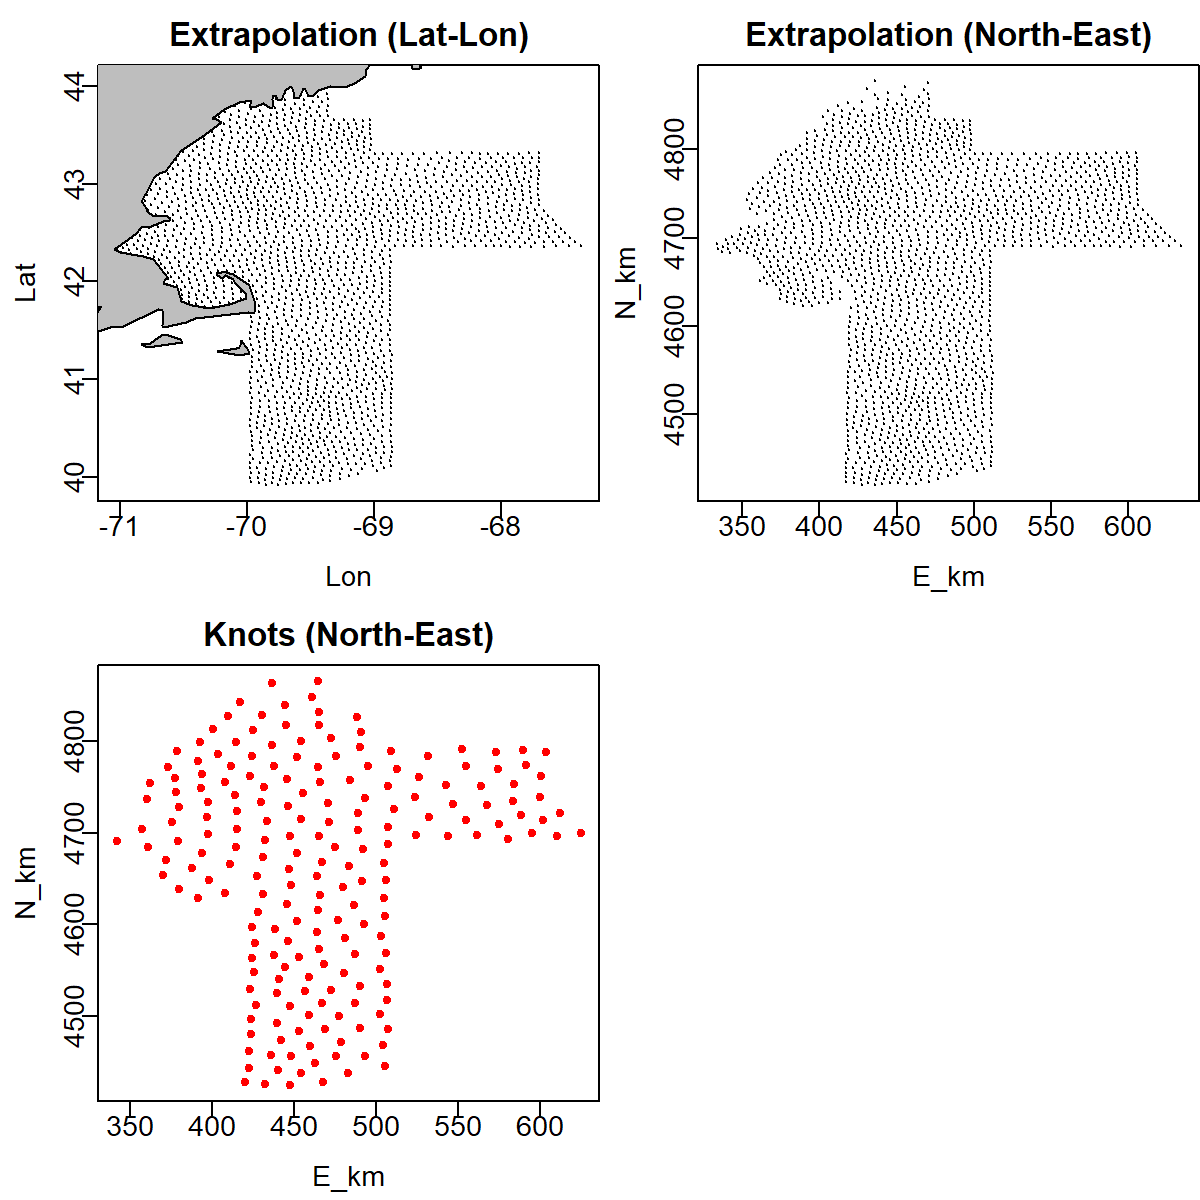 Extrapolation (Lat-Lon)
Lat
44
43
42
41
40
-71 -70 -69 -68
Lon
Extrapolation (North-East)
N_km
4800
4700
4600
4500
350 400 450 500 550 600
E_km
Knots (North-East)
N_km
4800
4700
4600
4500
350 400 450 500 550 600
E_km